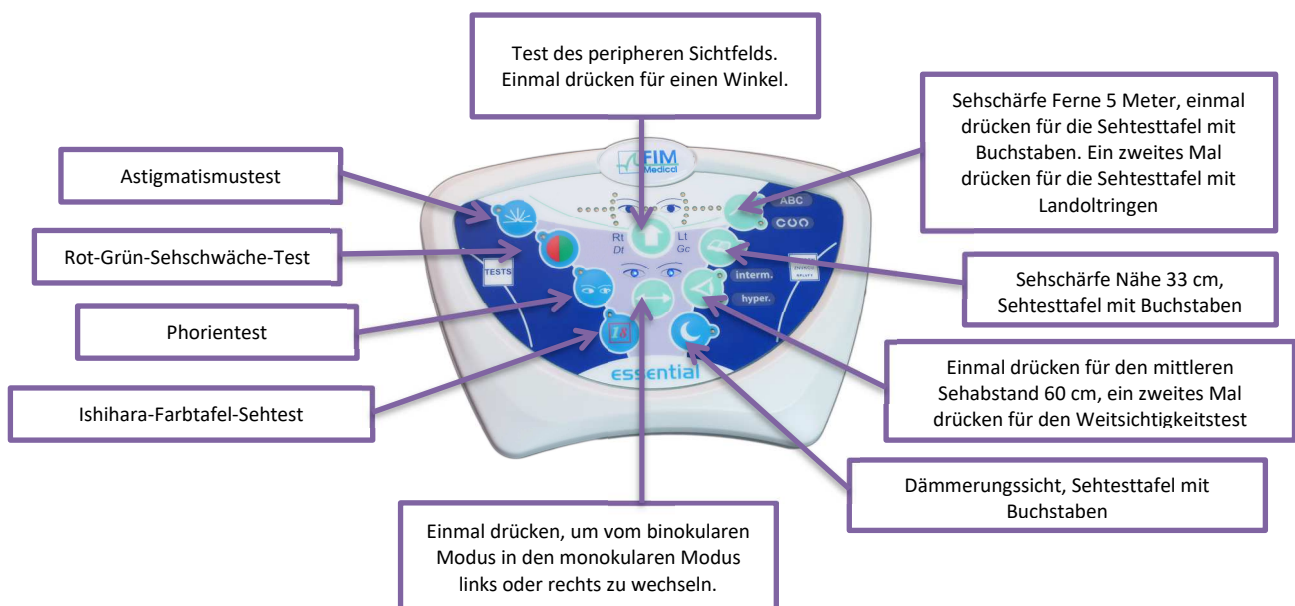 Test des peripheren Sichtfelds.
Einmal drücken für einen Winkel.
Sehschärfe Ferne 5 Meter, einmal
drücken für die Sehtesttafel mit
Buchstaben. Ein zweites Mal
drücken für die Sehtesttafel mit
Landoltringen
Astigmatismustest
Rot-Grün-Sehschwäche-Test
Phorientest
Ishihara-Farbtafel-Sehtest
FIM
Medical
ABC
Rt
Dt
Lt
Gc
TESTS
interm.
hyper.
essential
Sehschärfe Nähe 33 cm,
Sehtesttafel mit Buchstaben
Einmal drücken für den mittleren
Sehabstand 60 cm, ein zweites Mal
drücken für den Weitsichtigkeitstest
Dämmerungssicht, Sehtesttafel mit
Buchstaben
Einmal drücken, um vom binokularen
Modus in den monokularen Modus
links oder rechts zu wechseln.